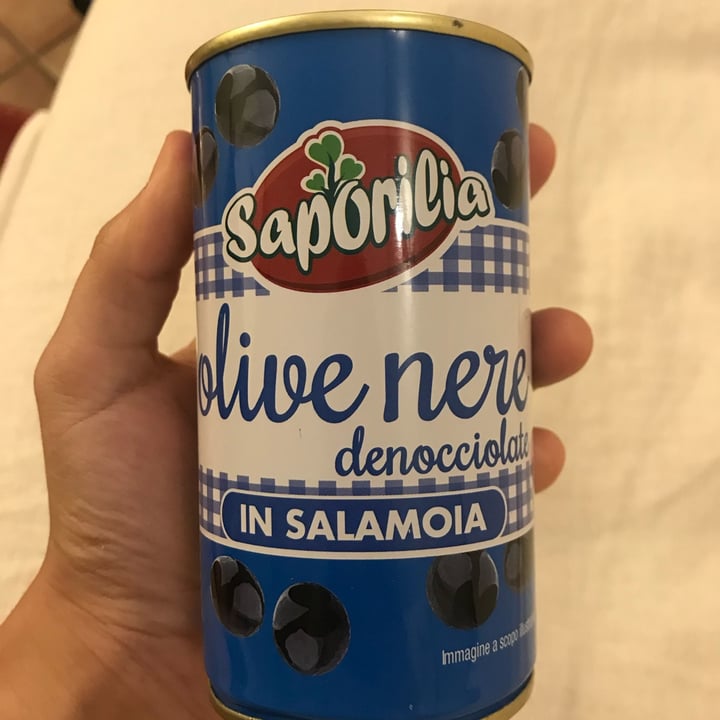 Saporilia
olive nere
denocciolate
IN SALAMOIA
Immagine a scopo